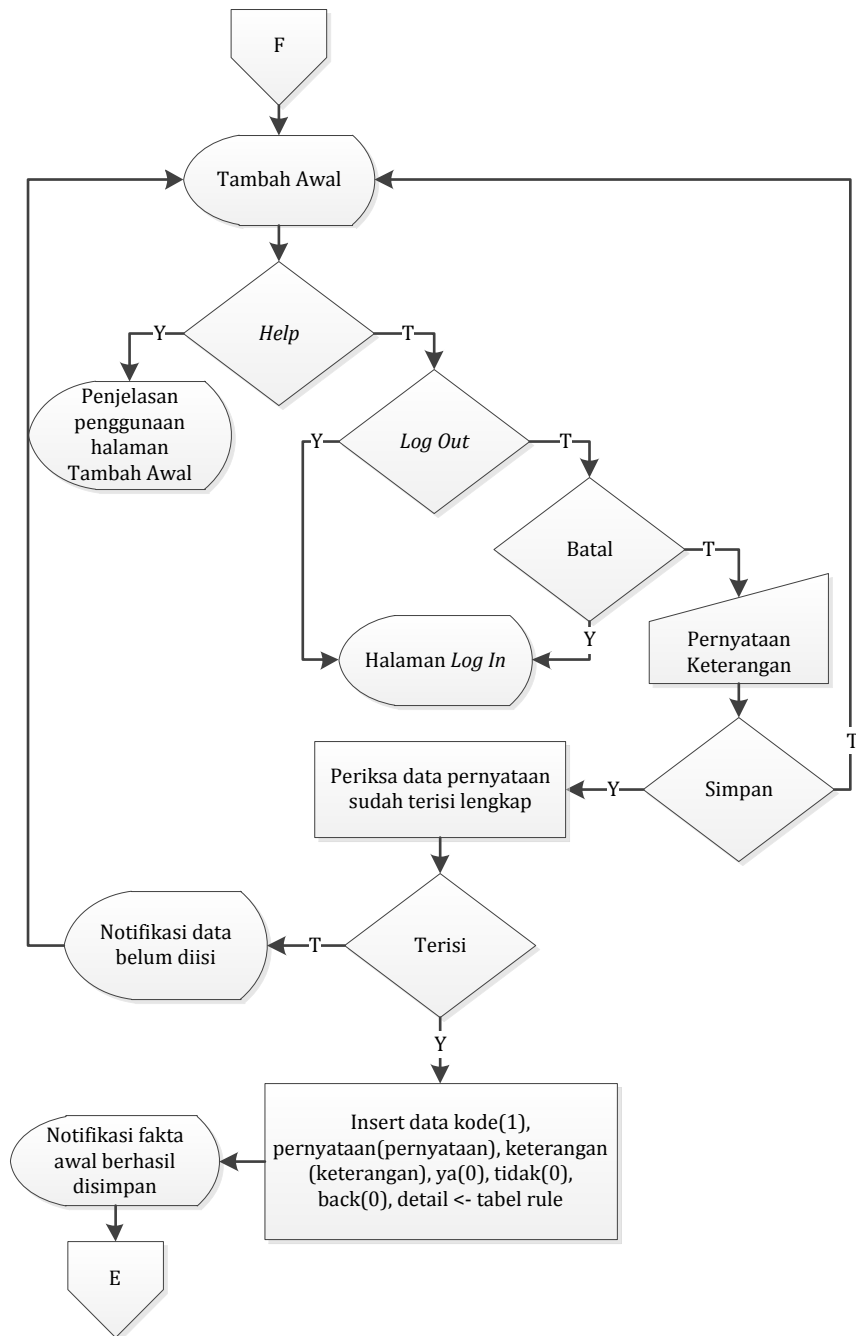 F
Tambah Awal
Help
Y
T
Penjelasan
penggunaan
halaman
Tambah Awal
Log Out
Y
T
Batal
T
Y
Pernyataan
Keterangan
Halaman Log In
Simpan
T
Y
Periksa data pernyataan
sudah terisi lengkap
Terisi
T
Notifikasi data
belum diisi
Y
Insert data kode(1),
pernyataan(pernyataan), keterangan
(keterangan), ya(0), tidak(0),
back(0), detail <- tabel rule
Notifikasi fakta
awal berhasil
disimpan
E